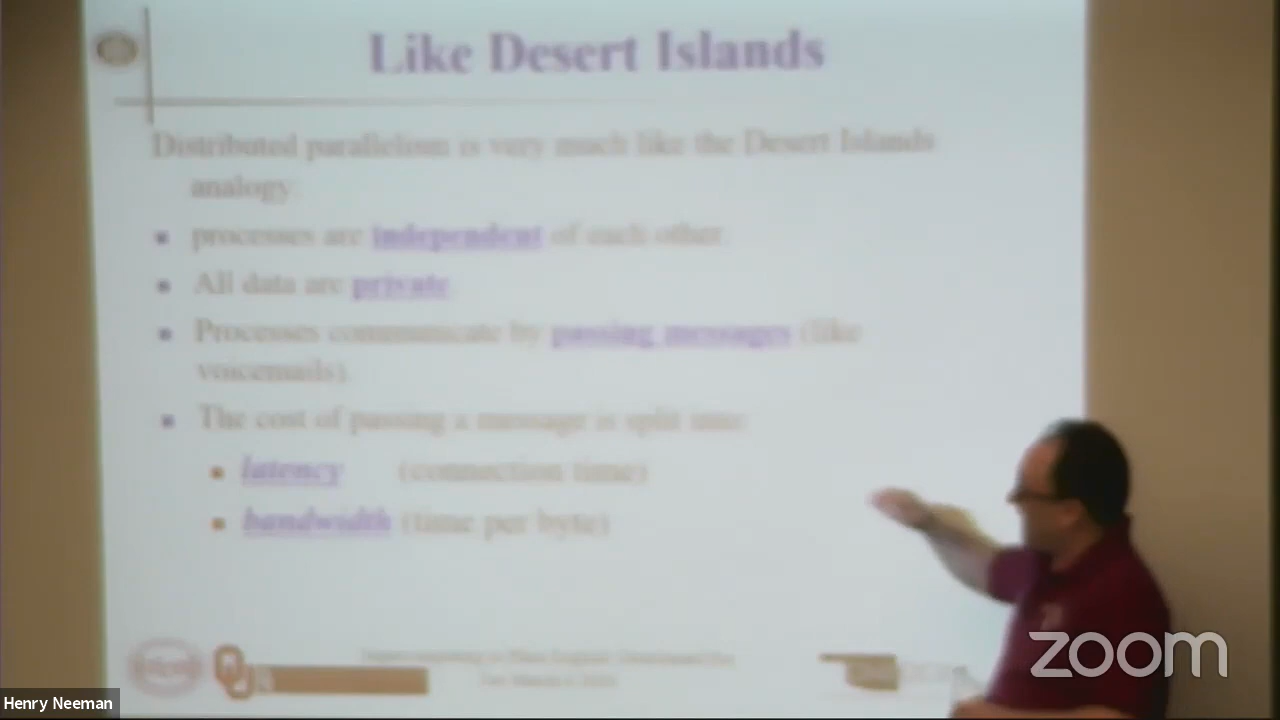 Like Desert Islands
Distributed parallelism is very much like the Desert Islands
analogy:
processes are independent of each other.
All data are private.
Processes communicate by passing messages (like
voicemails).
The cost of passing a message is split into:
latency (connection time)
bandwidth (time per byte)
OU
zoom
Henry Neeman